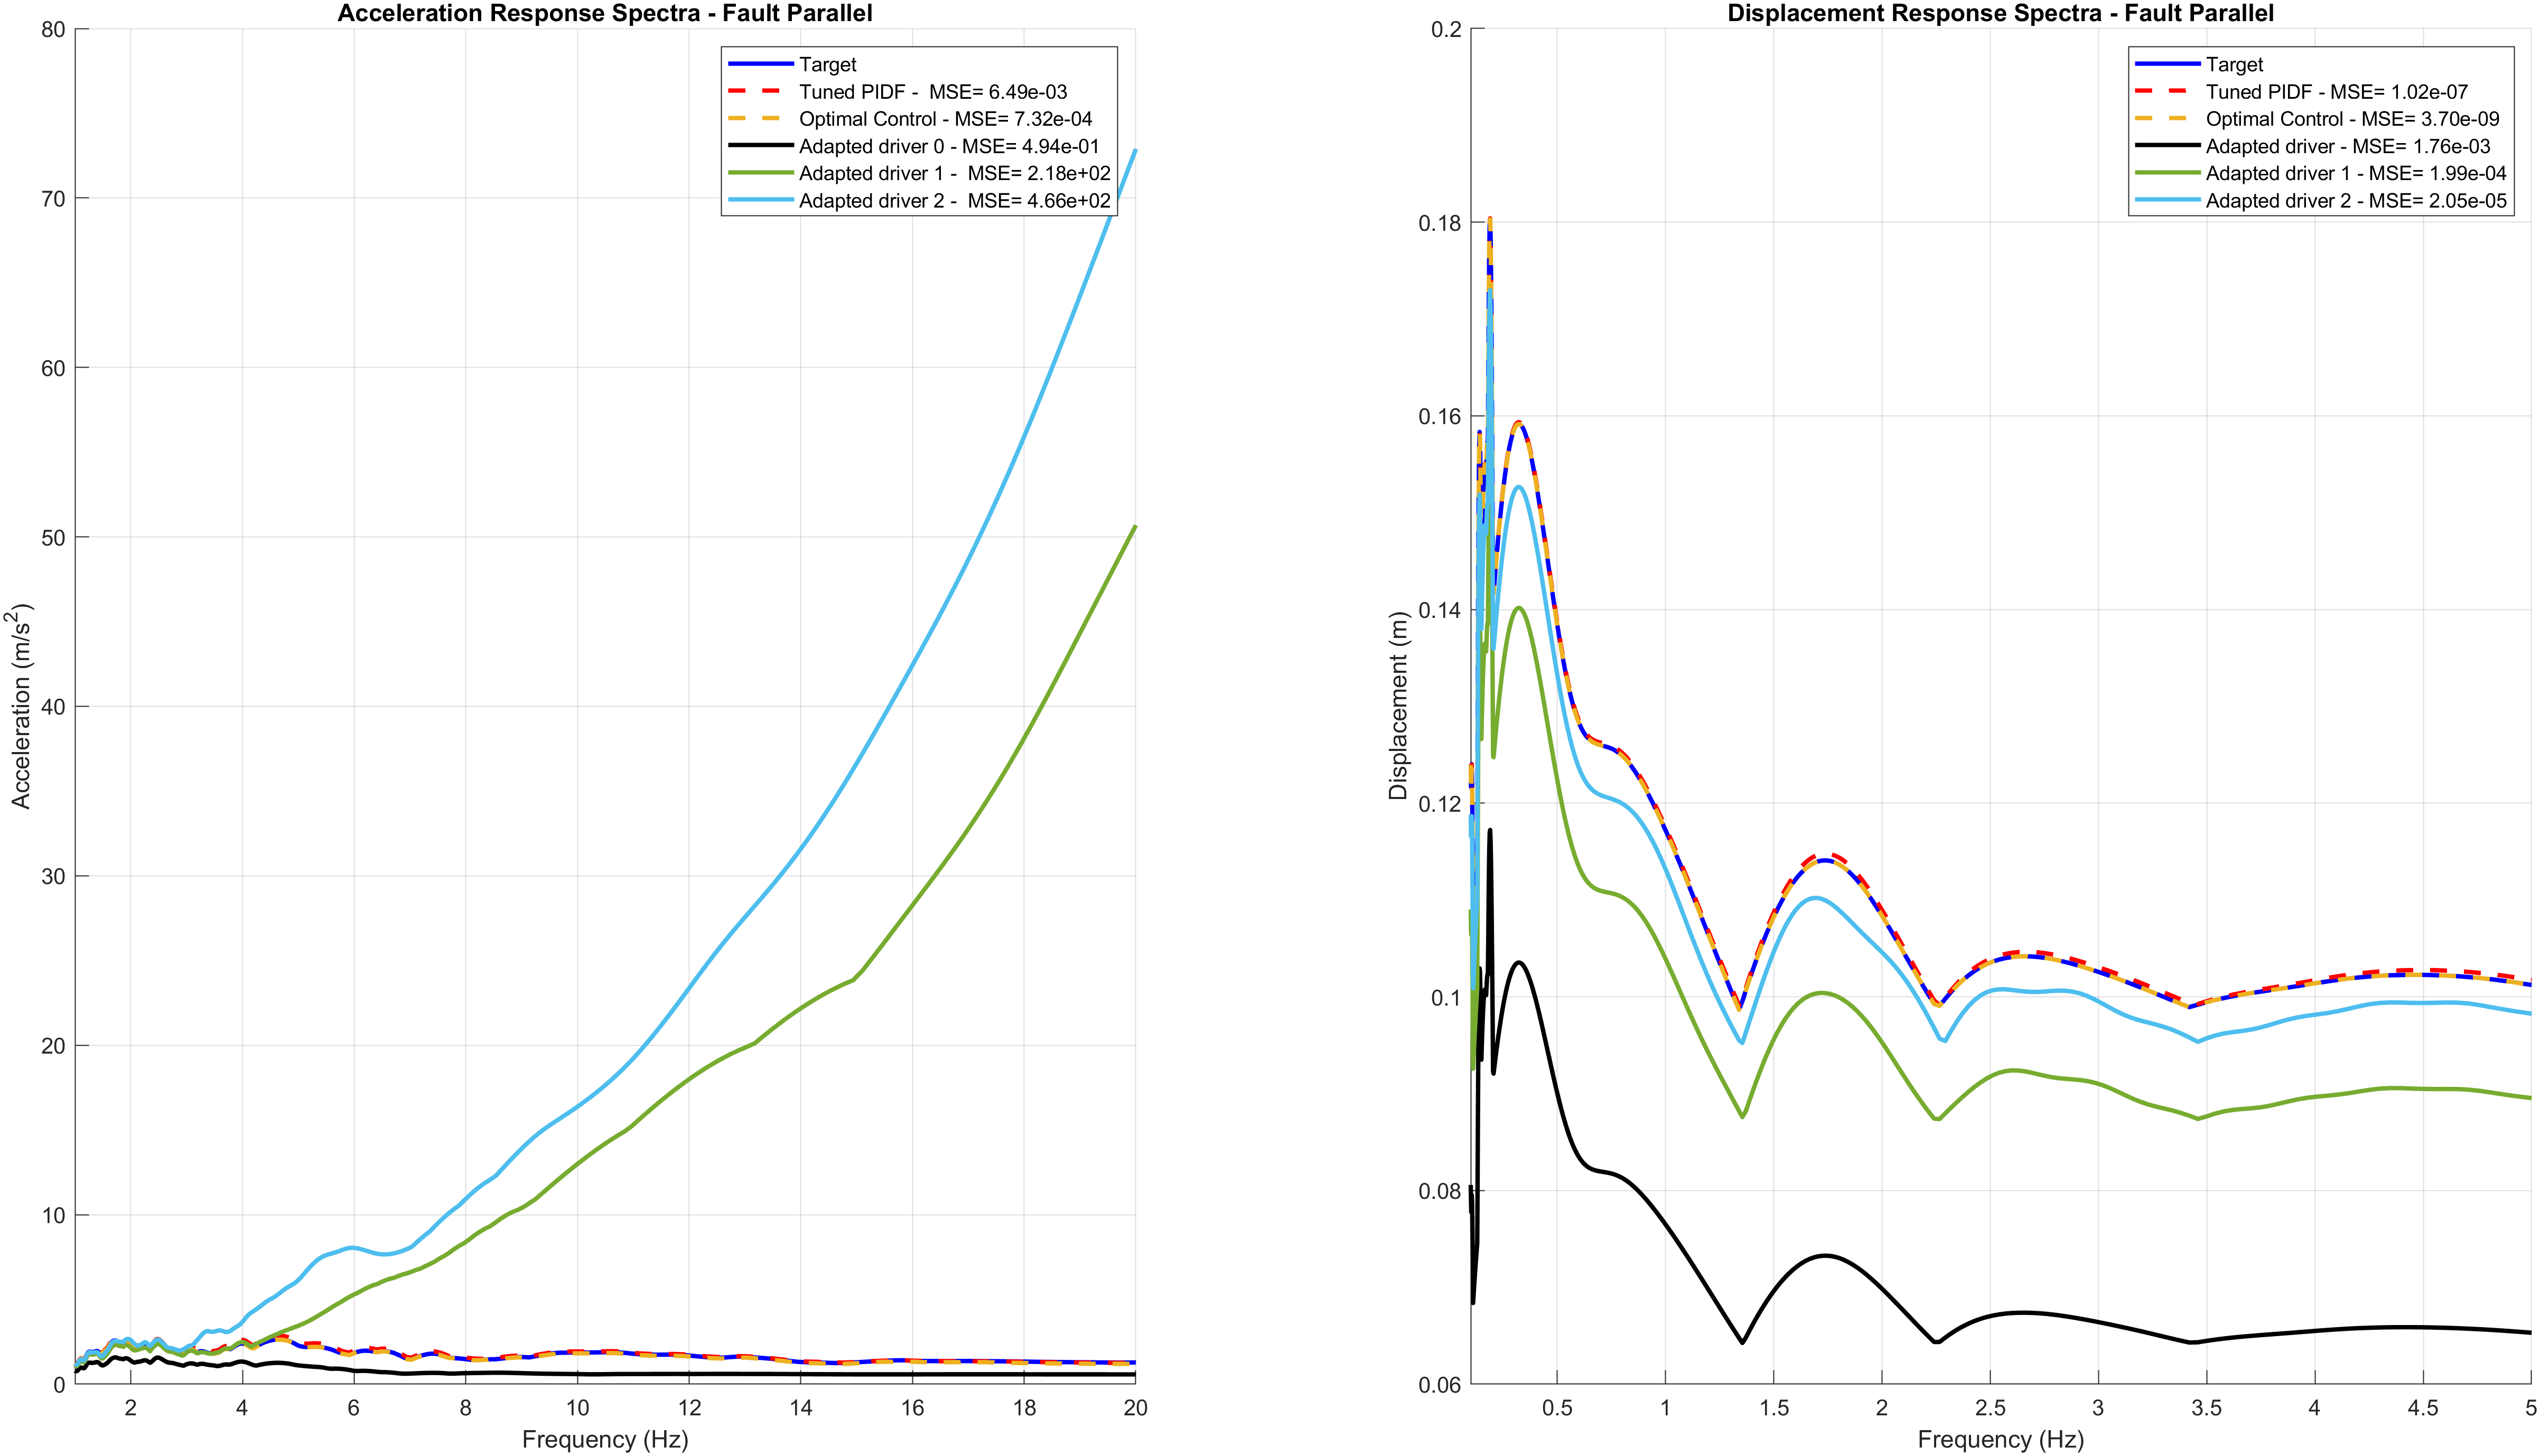 Acceleration Response Spectra - Fault Parallel
Target
Tuned PIDF - MSE= 6.49e-03
Optimal Control - MSE= 7.32e-04
Adapted driver 0 - MSE= 4.94e-01
Adapted driver 1 - MSE= 2.18e+02
Adapted driver 2 - MSE= 4.66e+02
Acceleration (m/s²)
80
70
60
50
40
30
20
10
0
2 4 6 8 10 12 14 16 18 20
Frequency (Hz)
Displacement Response Spectra - Fault Parallel
Target
Tuned PIDF - MSE= 1.02e-07
Optimal Control - MSE= 3.70e-09
Adapted driver - MSE= 1.76e-03
Adapted driver 1 - MSE= 1.99e-04
Adapted driver 2 - MSE= 2.05e-05
Displacement (m)
0.2
0.18
0.16
0.14
0.12
0.1
0.08
0.06
0.5 1 1.5 2 2.5 3 3.5 4 4.5 5
Frequency (Hz)